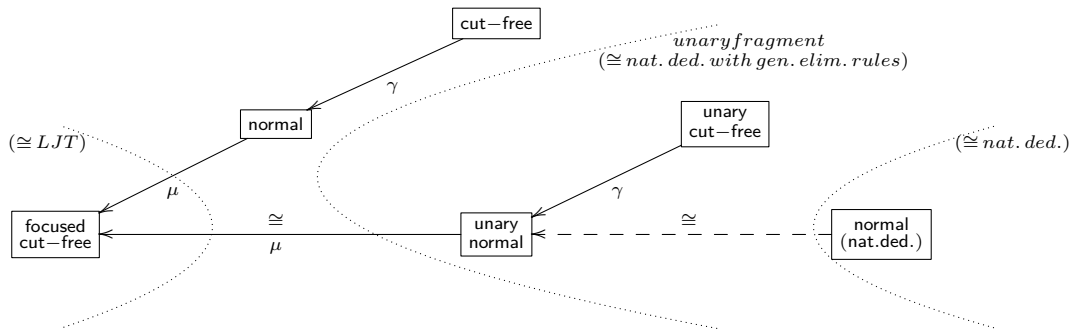 cut−free
unaryfragment
(≅ nat. ded. with gen. elim. rules)
γ
unary
cut−free
normal
(≅ LJT)
(≅ nat. ded.)
μ
γ
focused
cut−free
≅
μ
unary
normal
≅
normal
(nat.ded.)